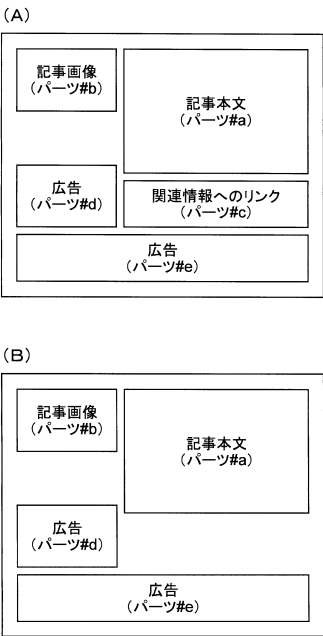 (A)
記事画像
(パーツ#b)
記事本文
(パーツ#a)
広告
(パーツ#d)
関連情報へのリンク
(パーツ#c)
広告
(パーツ#e)
(B)
記事画像
(パーツ#b)
記事本文
(パーツ#a)
広告
(パーツ#d)
広告
(パーツ#e)